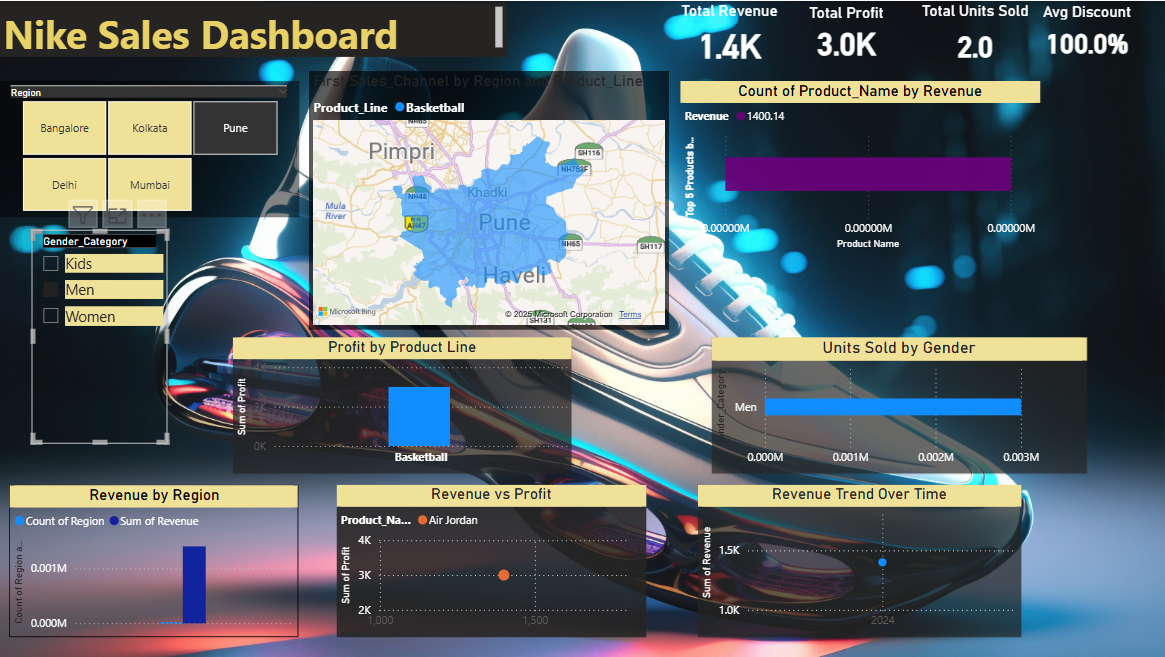 Nike Sales Dashboard
Total Revenue
1.4K
Total Profit
3.0K
Total Units Sold
2.0
Avg Discount
100.0%
Region
Bangalore
Kolkata
Pune
Delhi
Mumbai
Gender_Category
Kids
Men
Women
First Sales_Channel by Region and Product_Line
Product_Line Basketball
NH65
Pimpri
SH116
NH753F
Khadki
NH48
Mula
River
AH47
Pune
NH65
SH117
Haveli
Microsoft Bing
© 2025 Microsoft Corporation Terms
SH131
Count of Product_Name by Revenue
Revenue 1400.14
Top 5 Products b...
0.00000M
0.00000M
0.00000M
Product Name
Profit by Product Line
Sum of Profit
0K
Basketball
Units Sold by Gender
Gender_Category
Men
0.000M
0.001M
0.002M
0.003M
Revenue by Region
Count of Region Sum of Revenue
Count of Region a...
0.001M
0.000M
Revenue vs Profit
Product_Na... Air Jordan
Sum of Profit
4K
3K
2K
1,000
1,500
Revenue Trend Over Time
Sum of Revenue
1.5K
1.0K
2024